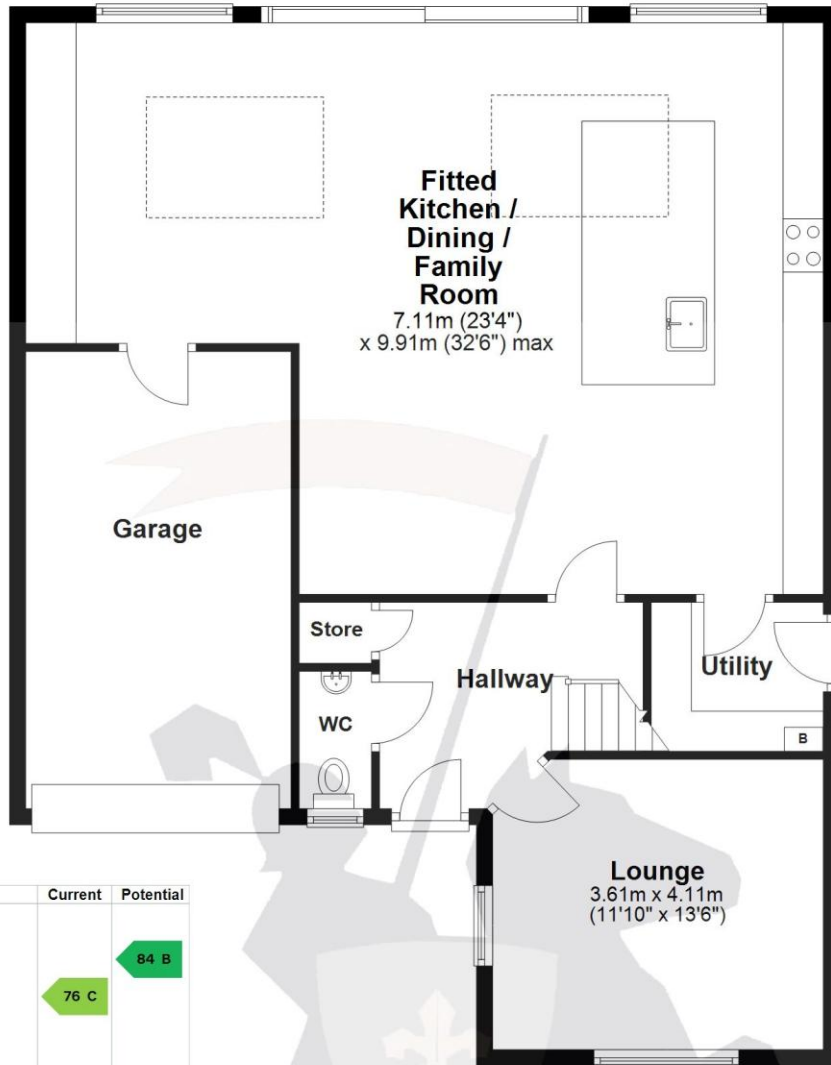 Fitted
Kitchen /
Dining /
Family
Room
7.11m (23'4")
x 9.91m (32'6") max
Garage
Store
Hallway
Utility
WC
B
Lounge
3.61m x 4.11m
(11'10" x 13'6")
Current Potential
84 B
76 C